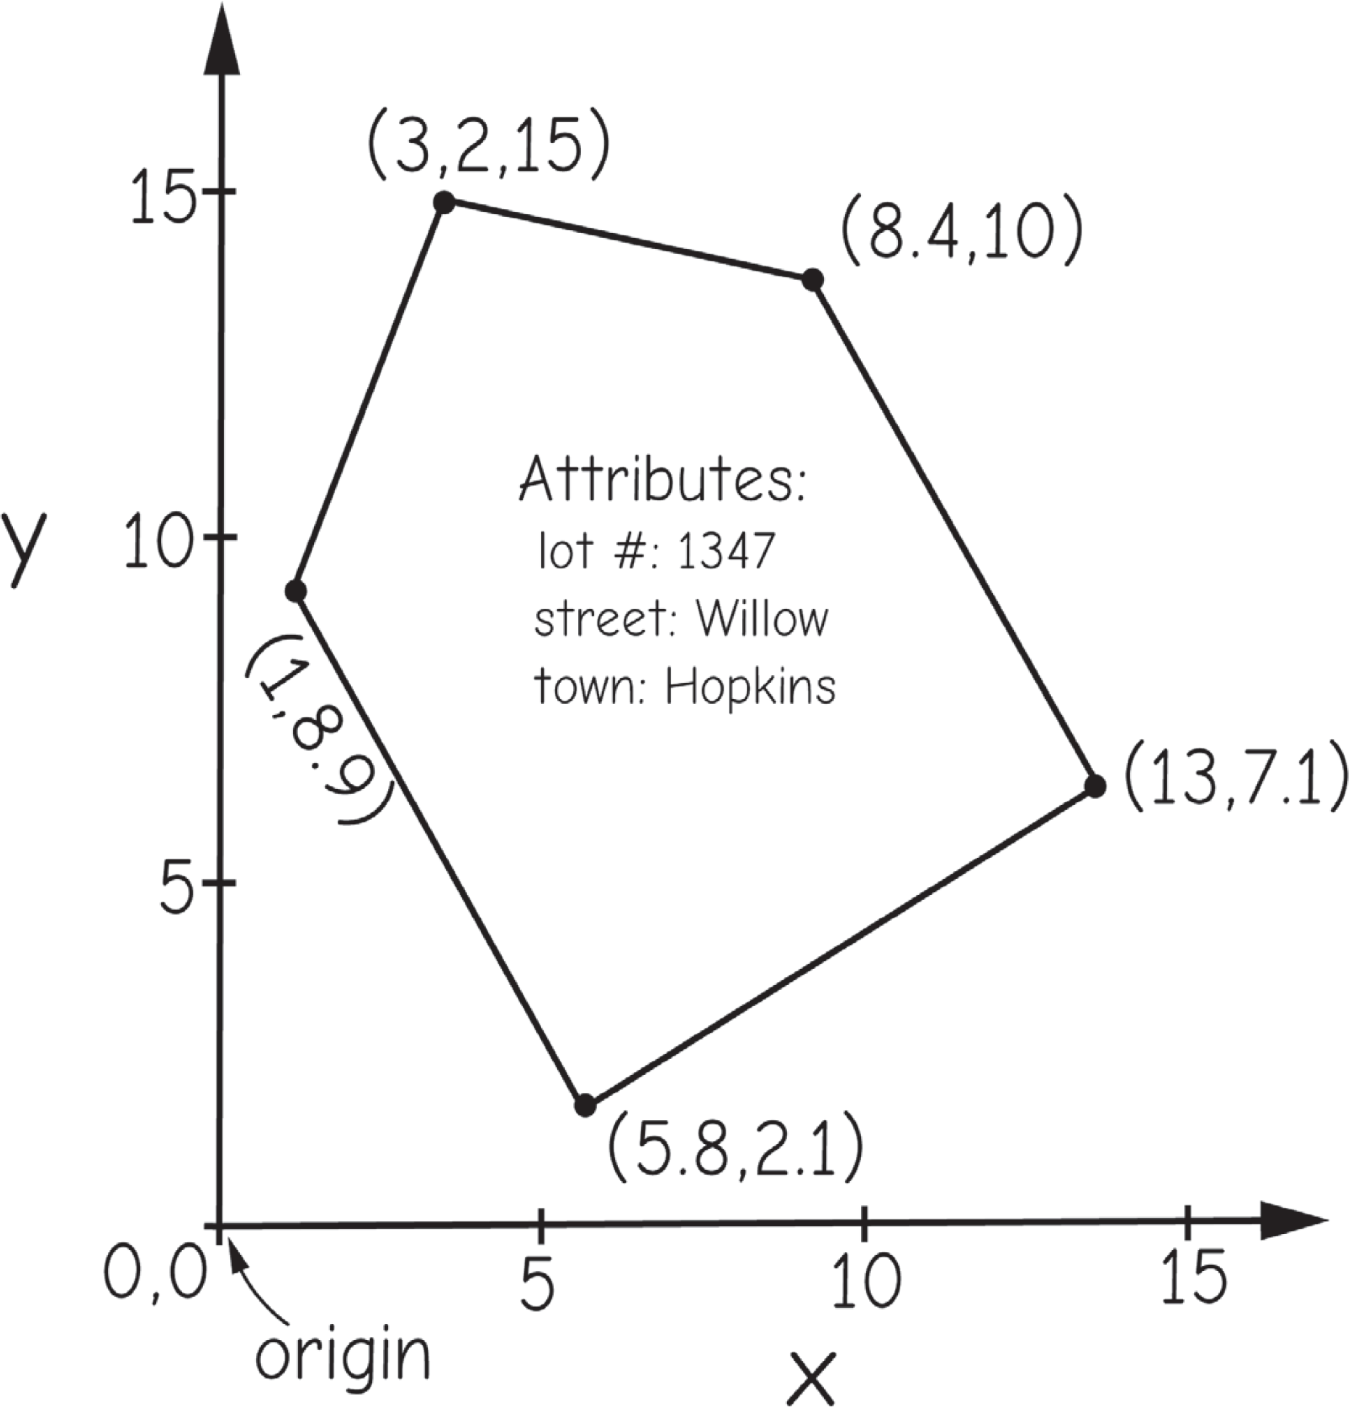 (3,2,15)
15
(8.4,10)
Attributes:
y
10
lot #: 1347
street: Willow
town: Hopkins
(1,8.9)
(13,7.1)
5
(5.8,2.1)
0,0
5
10
15
origin
x